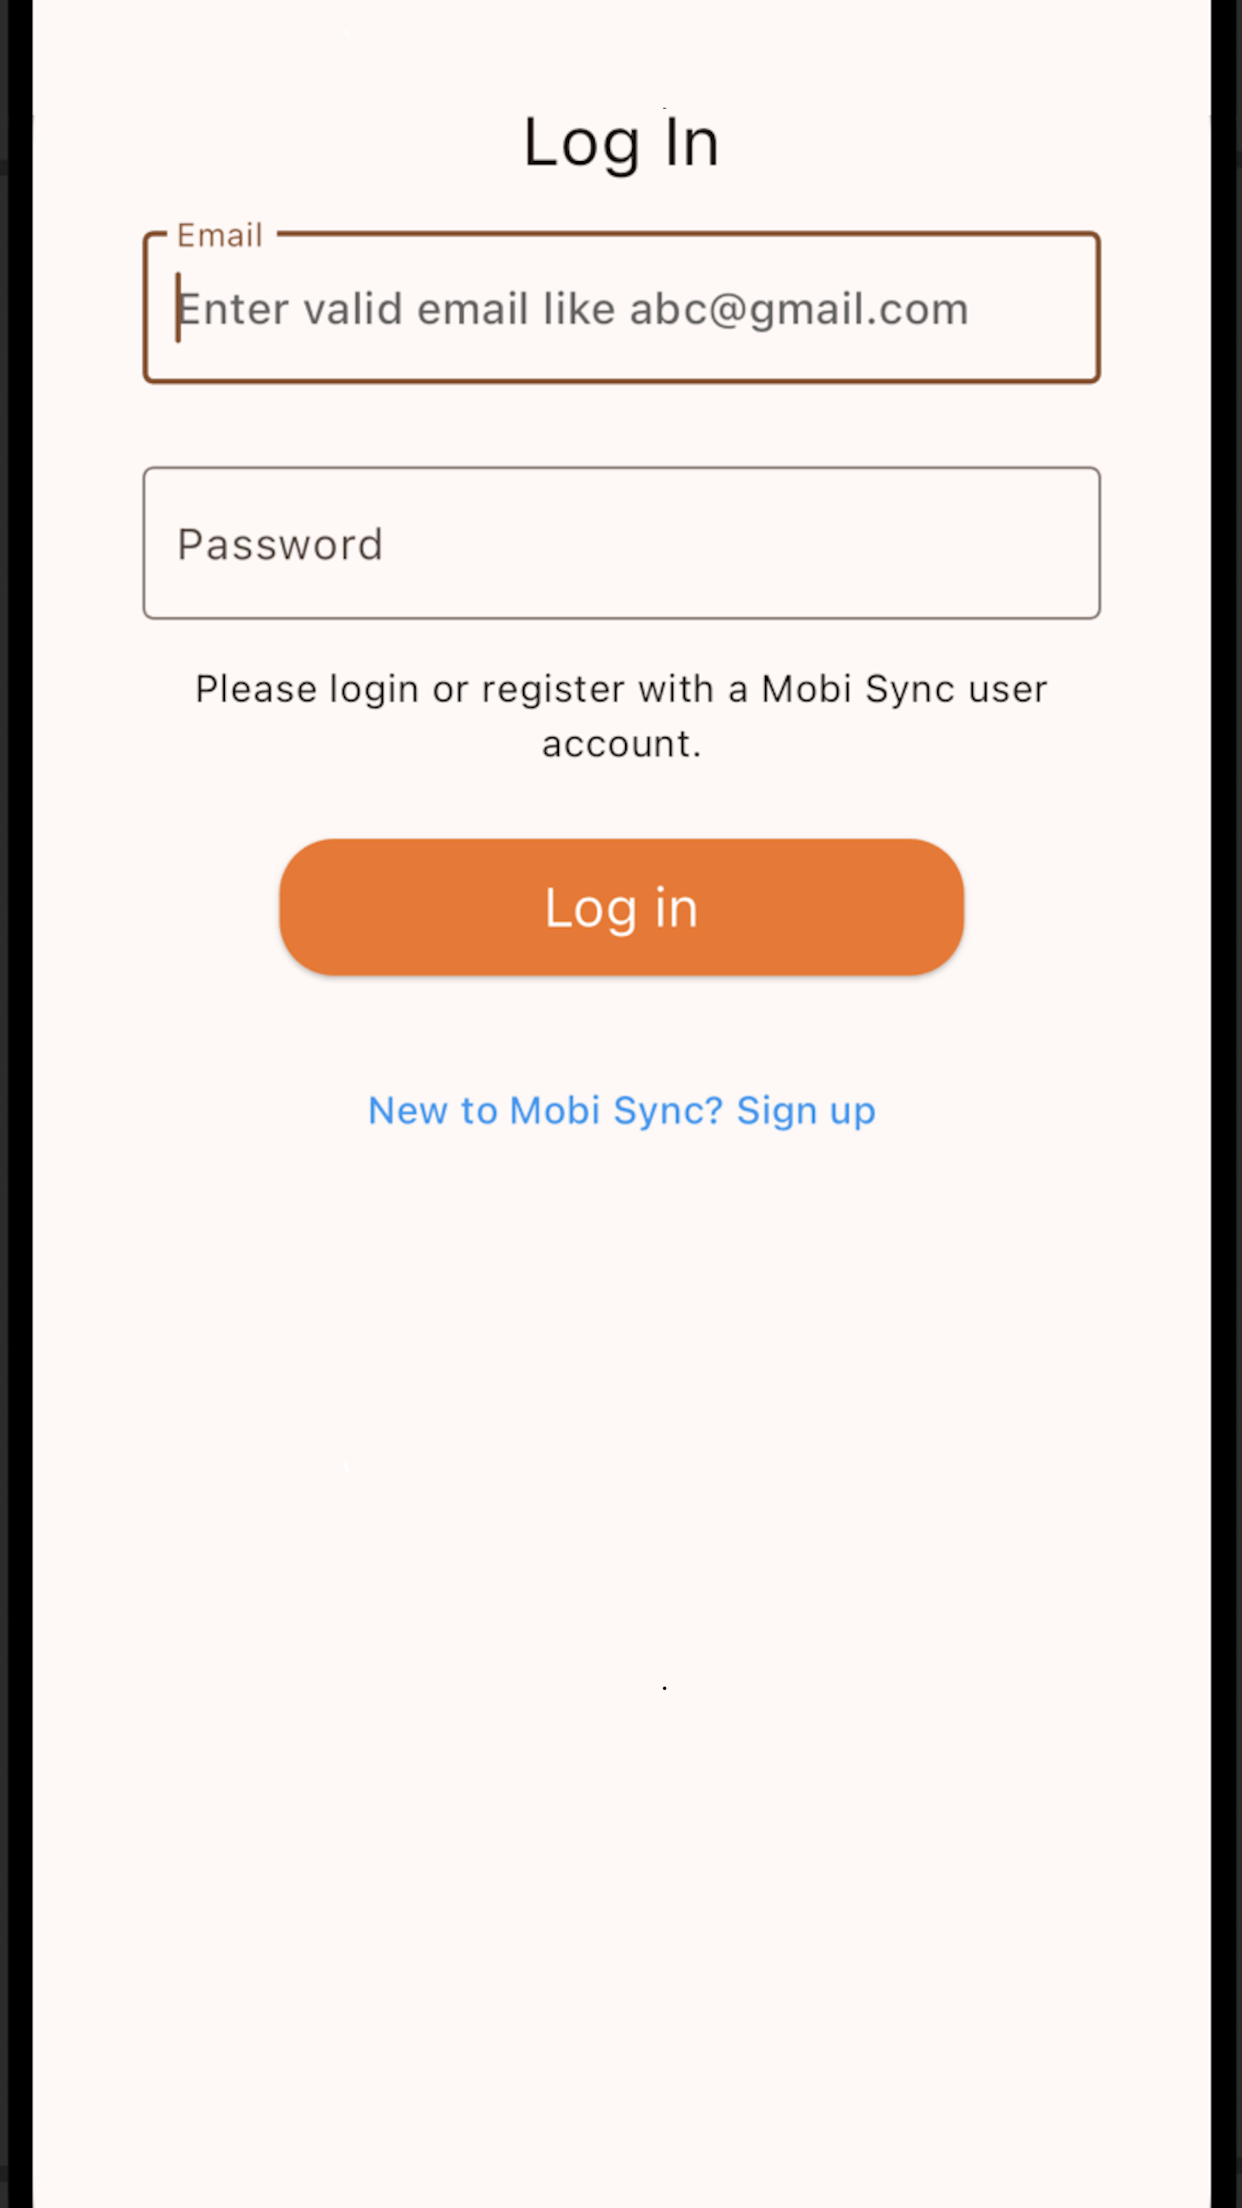 Log In
Email
Enter valid email like abc@gmail.com
Password
Please login or register with a Mobi Sync user
account.
Log in
New to Mobi Sync? Sign up